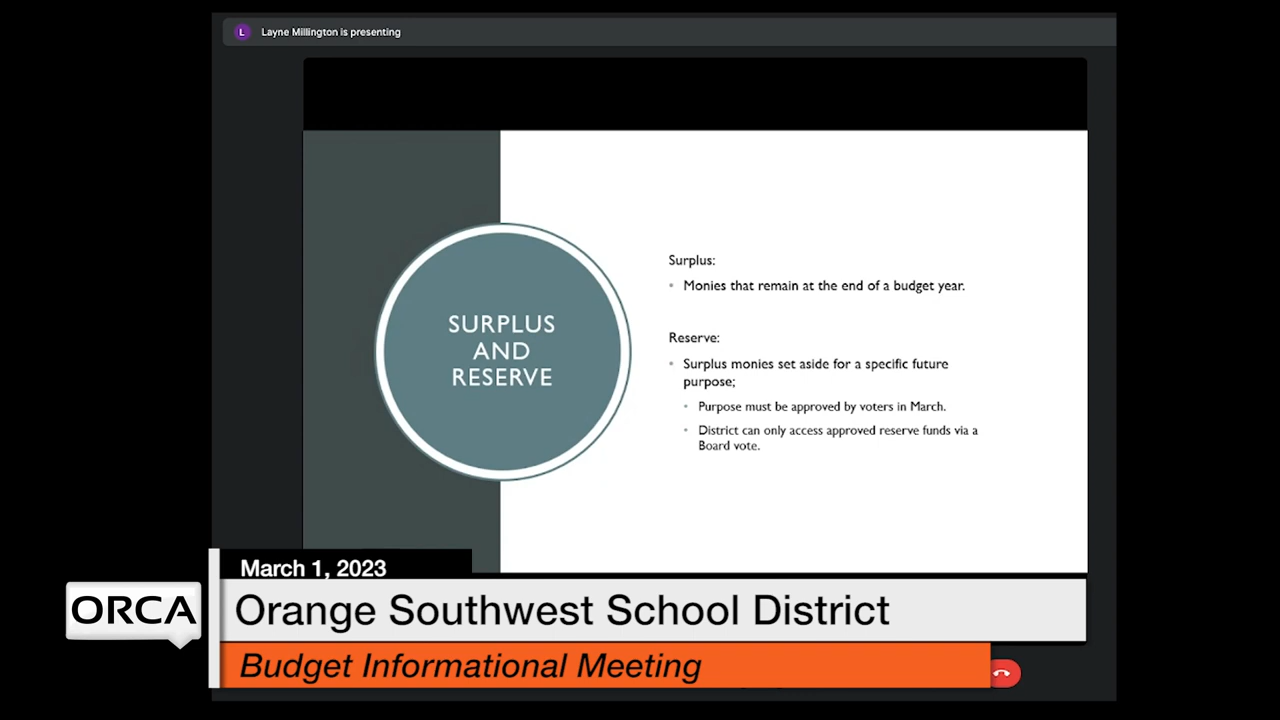 L Layne Millington is presenting
SURPLUS
AND
RESERVE
Surplus:
• Monies that remain at the end of a budget year.
Reserve:
• Surplus monies set aside for a specific future
purpose;
• Purpose must be approved by voters in March.
• District can only access approved reserve funds via a
Board vote.
March 1, 2023
ORCA
Orange Southwest School District
Budget Informational Meeting